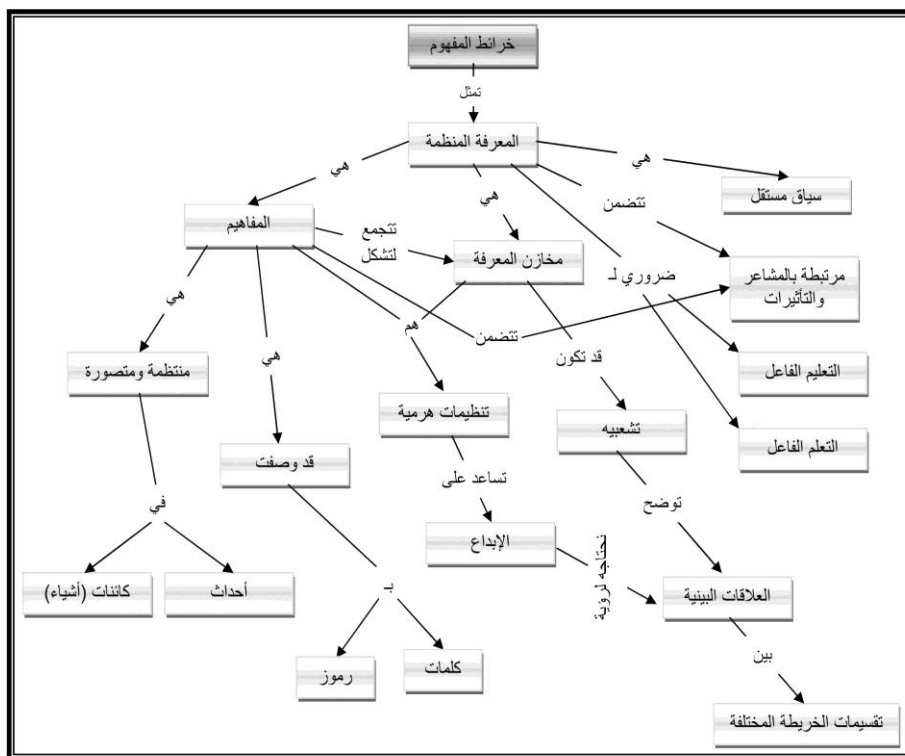 خرائط المفهوم
تمثل
المعرفة المنظمة
هي
هي
هي
تتضمن
سياق مستقل
المفاهيم
تتجمع
لتشكل
مخازن المعرفة
ضروري لـ
مرتبطة بالمشاعر
والتأثيرات
هي
هي
هم
تتضمن
قد تكون
منتظمة ومتصورة
التعليم الفاعل
تنظيمات هرمية
تشعبيه
التعلم الفاعل
قد وصفت
تساعد على
توضح
في
الإبداع
نحتاجه لرؤية
كائنات (أشياء)
أحداث
بـ
العلاقات البينية
رموز
كلمات
بين
تقسيمات الخريطة المختلفة